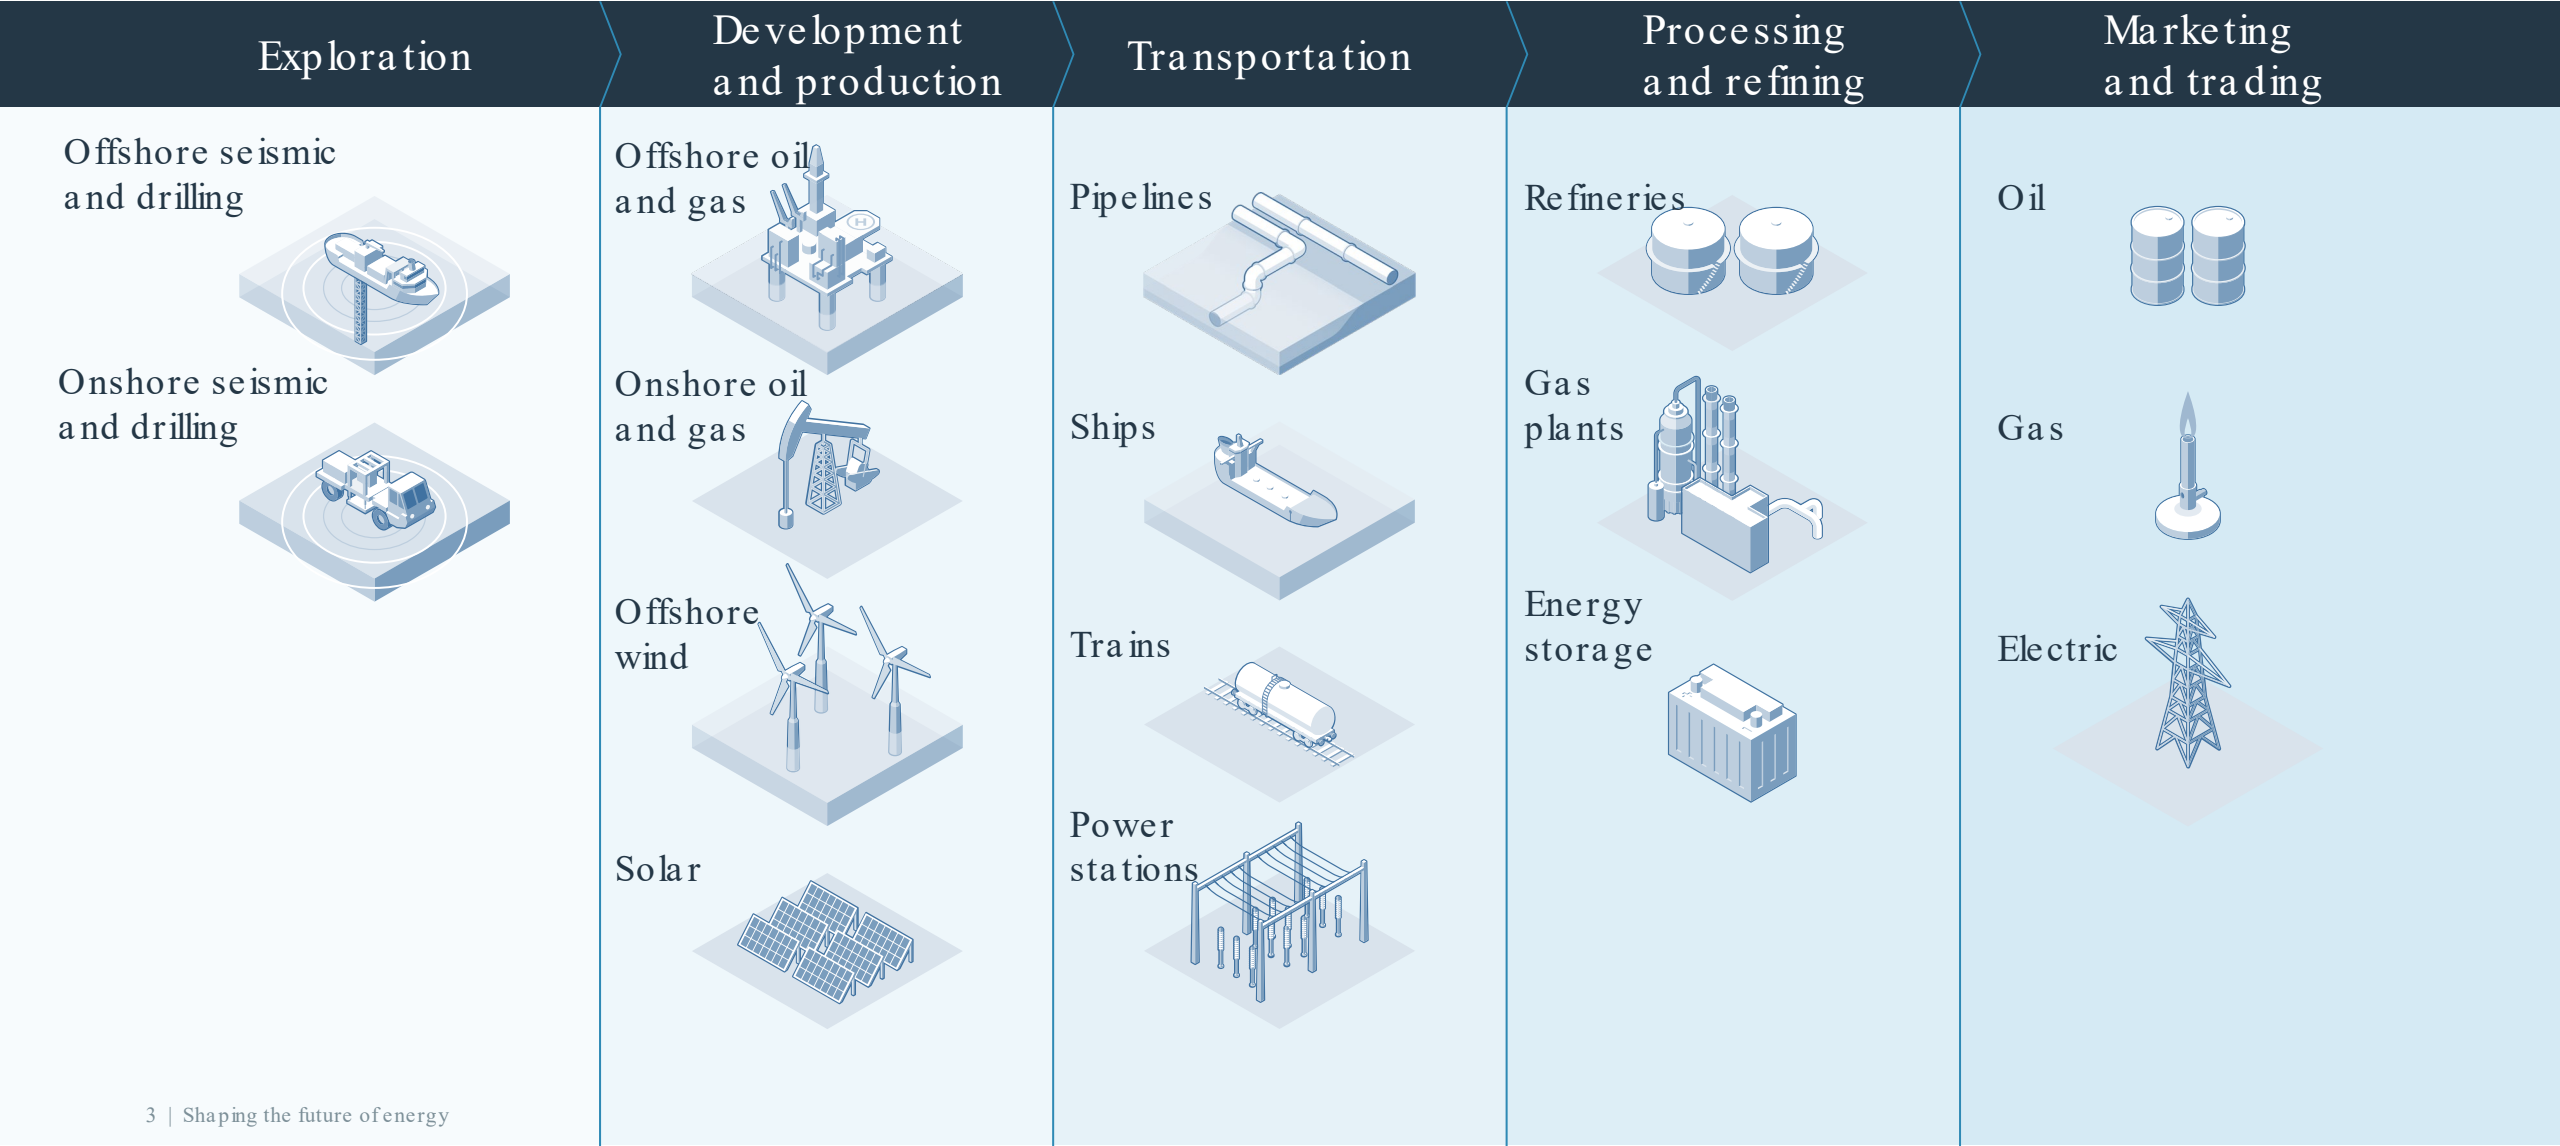 Exploration
Development
and production
Transportation
Processing
and refining
Marketing
and trading
Offshore seismic
and drilling
Onshore seismic
and drilling
Offshore oil
and gas
Onshore oil
and gas
Offshore
wind
Solar
Pipelines
Ships
Trains
Power
stations
Refineries
Gas
plants
Energy
storage
Oil
Gas
Electric
H
3 | Shaping the future of energy